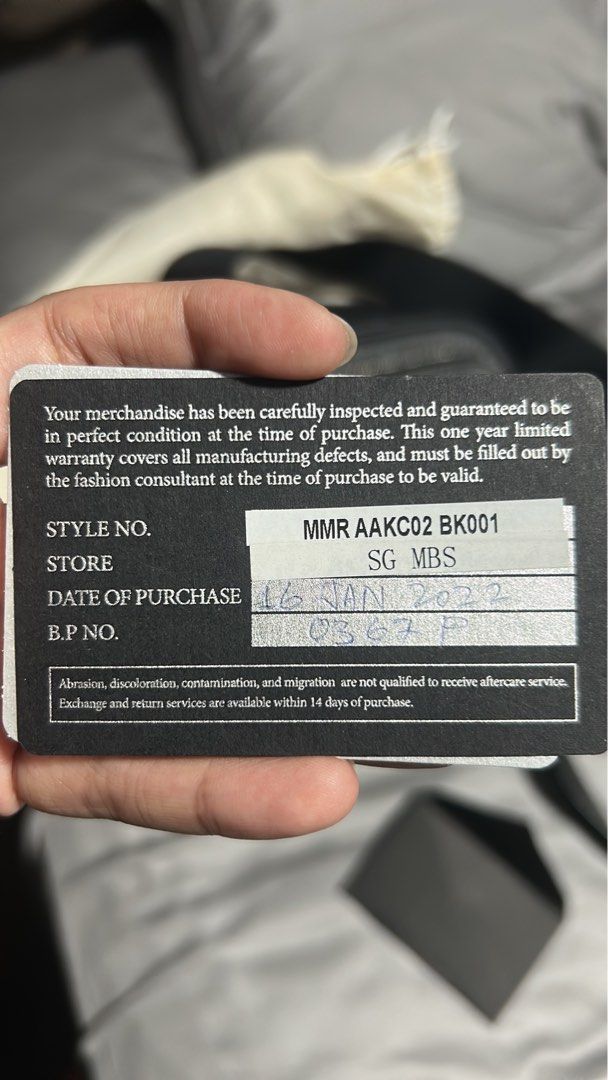 Your merchandise has been carefully inspected and guaranteed to be
in perfect condition at the time of purchase. This one year limited
warranty covers all manufacturing defects, and must be filled out by
the fashion consultant at the time of purchase to be valid.
STYLE NO. MMR AAKC02 BK001
STORE SG MBS
DATE OF PURCHASE 16 JAN 2022
B.P NO. 0367 P
Abrasion, discoloration, contamination, and migration are not qualified to receive aftercare service.
Exchange and return services are available within 14 days of purchase.